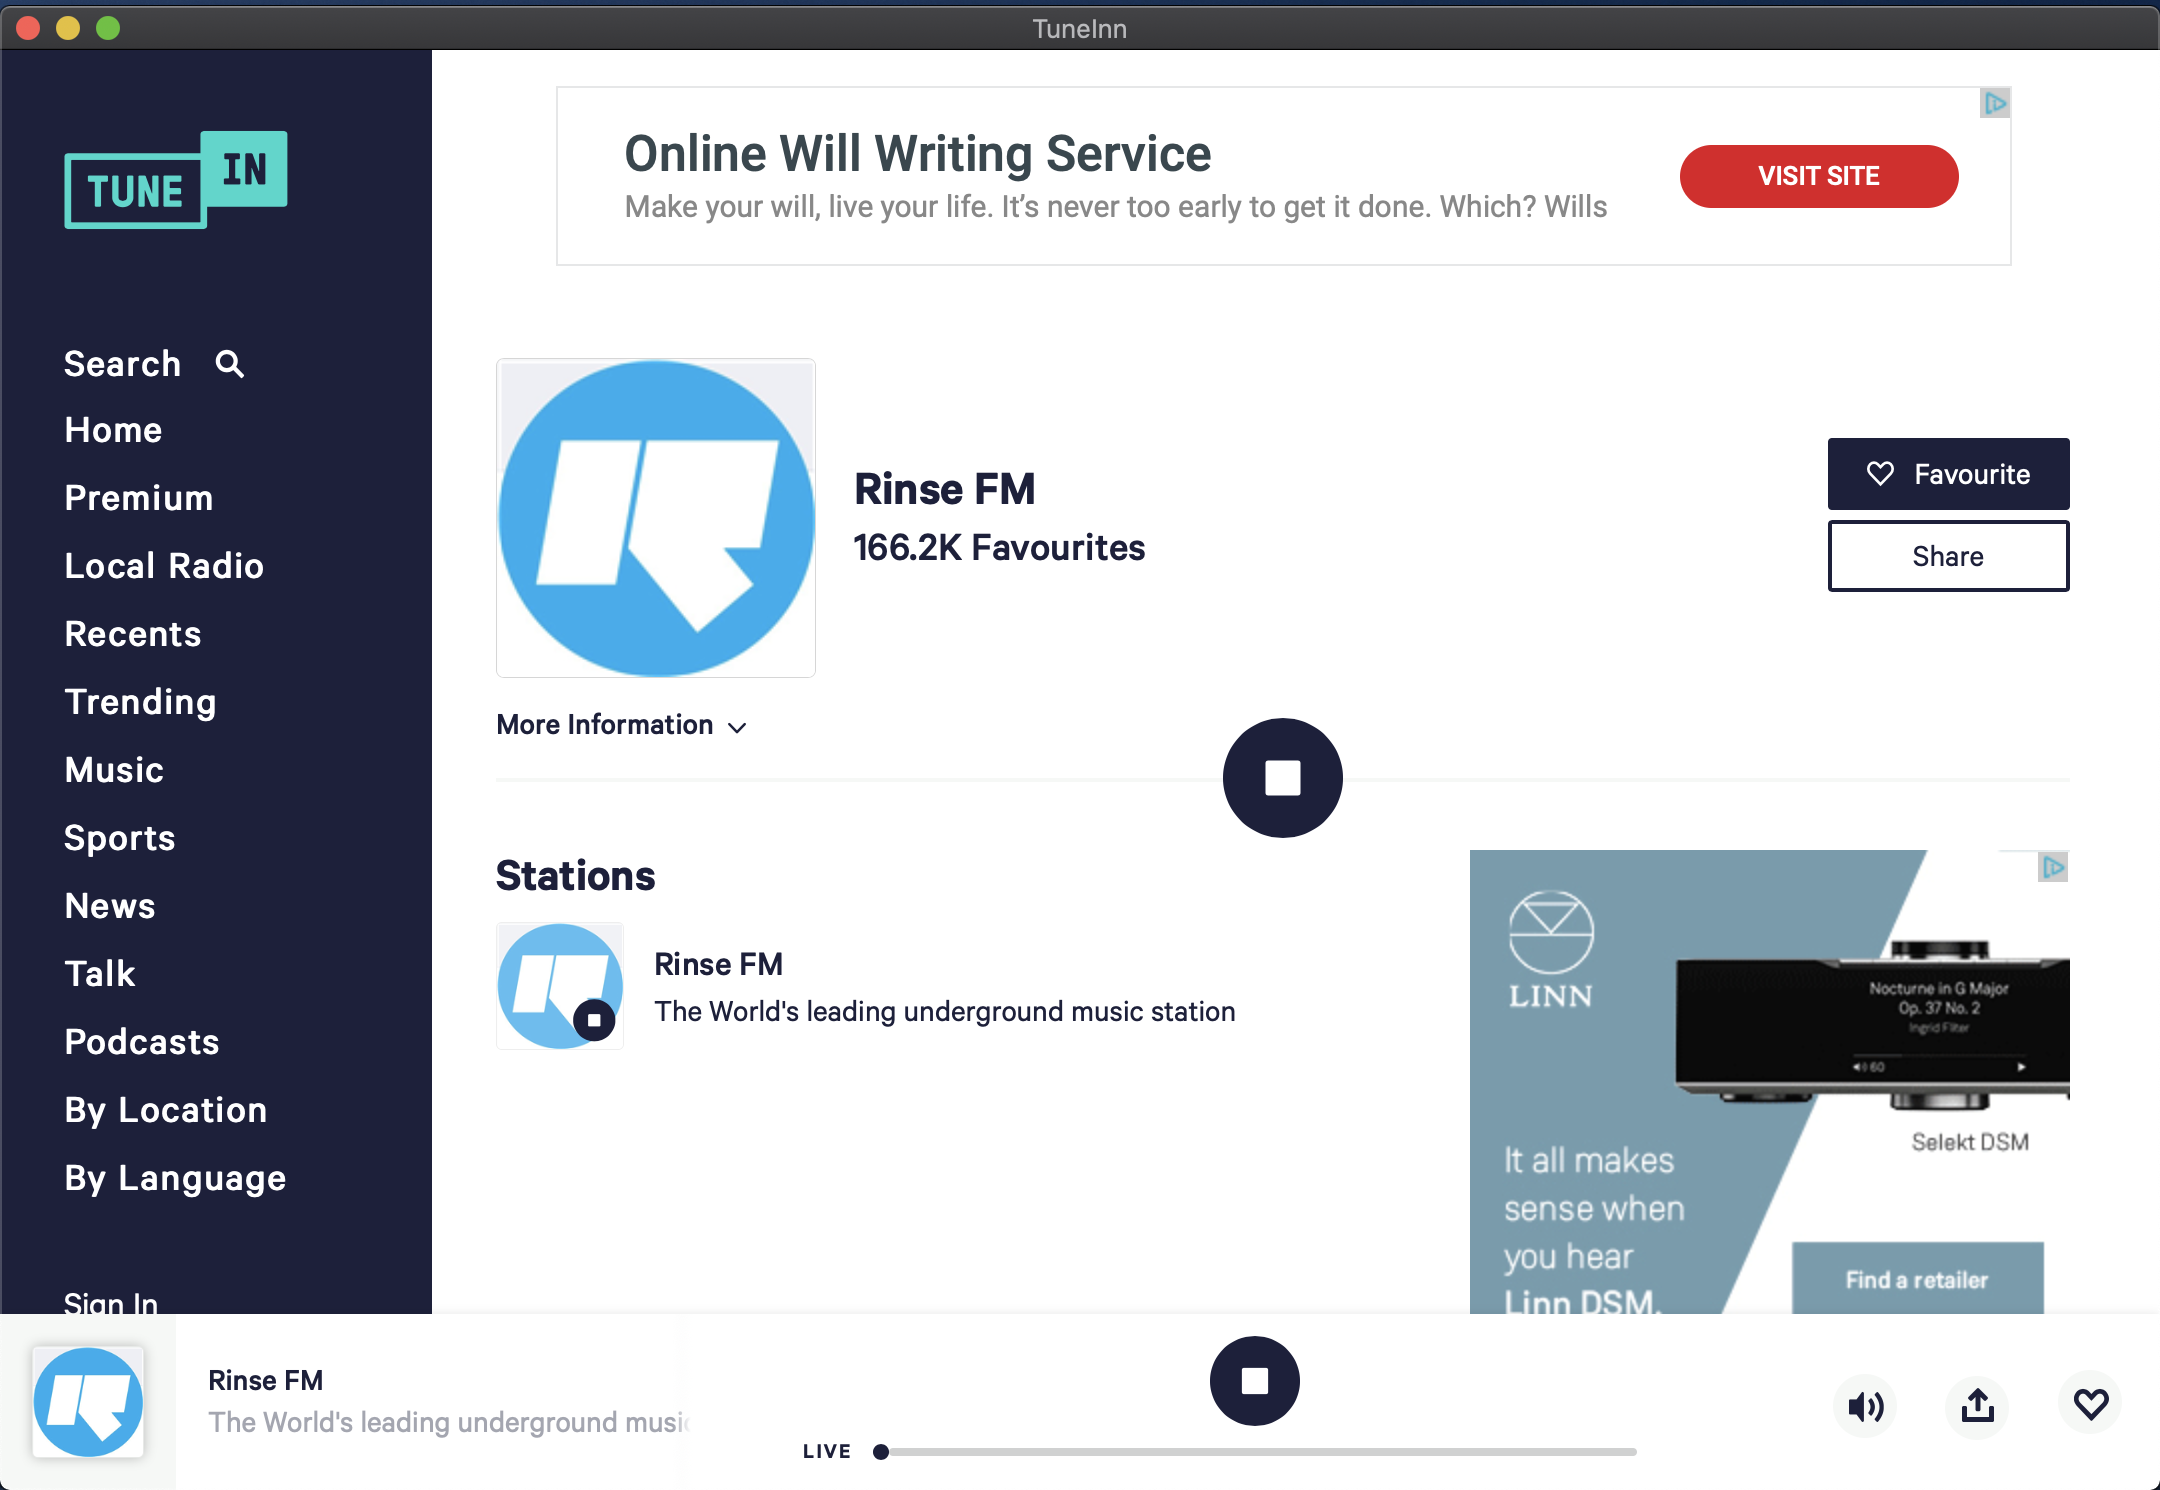 TuneInn
TUNE IN
Search
Home
Premium
Local Radio
Recents
Trending
Music
Sports
News
Talk
Podcasts
By Location
By Language
Sign In
Online Will Writing Service
Make your will, live your life. It's never too early to get it done. Which? Wills
VISIT SITE
Rinse FM
166.2K Favourites
Favourite
Share
More Information
Stations
Rinse FM
The World's leading underground music station
LINN
Nocturne in G Major
Op. 37 No. 2
Ingrid Fliter
60
Selekt DSM
It all makes
sense when
you hear
Linn DSM.
Find a retailer
Rinse FM
The World's leading underground music
LIVE